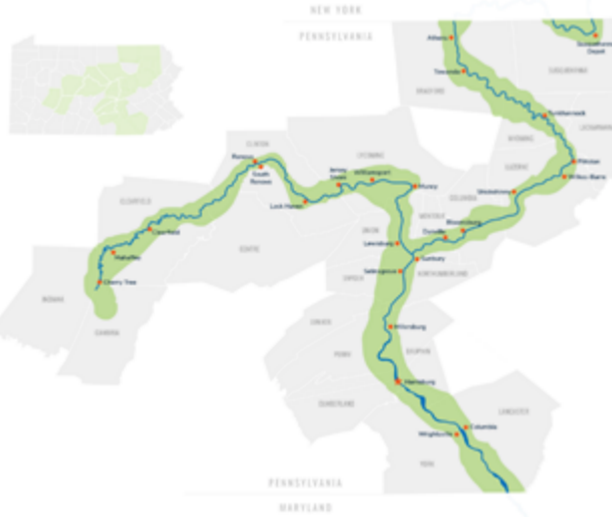 NEW YORK
PENNSYLVANIA
Athens
Towanda
BRADFORD
SUSQUEHANNA
Tunkhannock
WYOMING
LUZERNE
Pittston
Wilkes-Barre
CLINTON
Renovo
South
Renovo
LYCOMING
Jersey
Shore
Williamsport
Muncy
Lock Haven
COLUMBIA
Bloomsburg
MONTOUR
Danville
CLEARFIELD
Clearfield
CENTRE
UNION
Lewisburg
Sunbury
Mahaffey
Selinsgrove
SNYDER
NORTHUMBERLAND
Cherry Tree
INDIANA
CAMBRIA
JUNIATA
Millersburg
PERRY
DAUPHIN
Harrisburg
CUMBERLAND
LANCASTER
Columbia
Wrightsville
YORK
PENNSYLVANIA
MARYLAND